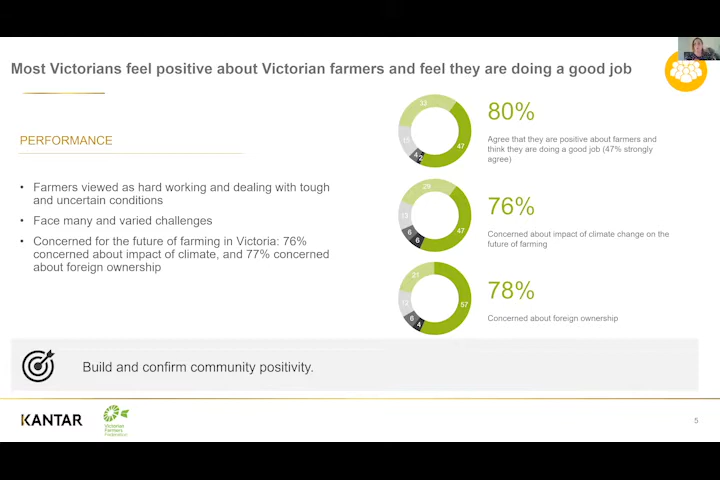 Most Victorians feel positive about Victorian farmers and feel they are doing a good job
PERFORMANCE
• Farmers viewed as hard working and dealing with tough
and uncertain conditions
• Face many and varied challenges
• Concerned for the future of farming in Victoria: 76%
concerned about impact of climate, and 77% concerned
about foreign ownership
33
47
4
2
80%
Agree that they are positive about farmers and
think they are doing a good job (47% strongly
agree)
29
13
6
6
47
76%
Concerned about impact of climate change on the
future of farming
21
6
4
57
78%
Concerned about foreign ownership
Build and confirm community positivity.
KANTAR
Victorian
Farmers
Federation
5